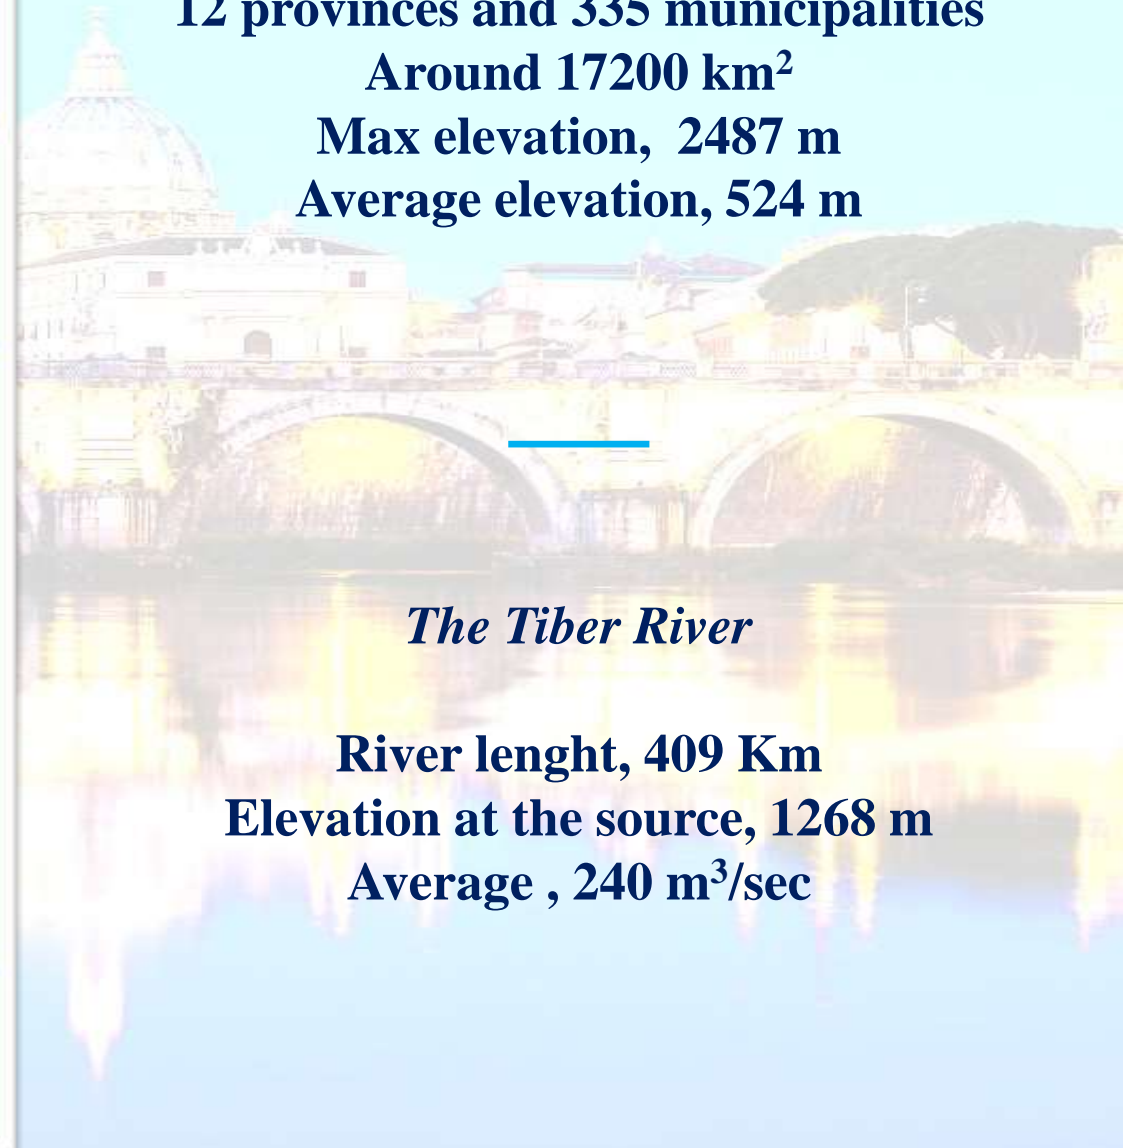 12 provinces and 335 municipalities
Around 17200 km²
Max elevation, 2487 m
Average elevation, 524 m
The Tiber River
River lenght, 409 Km
Elevation at the source, 1268 m
Average , 240 m³/sec